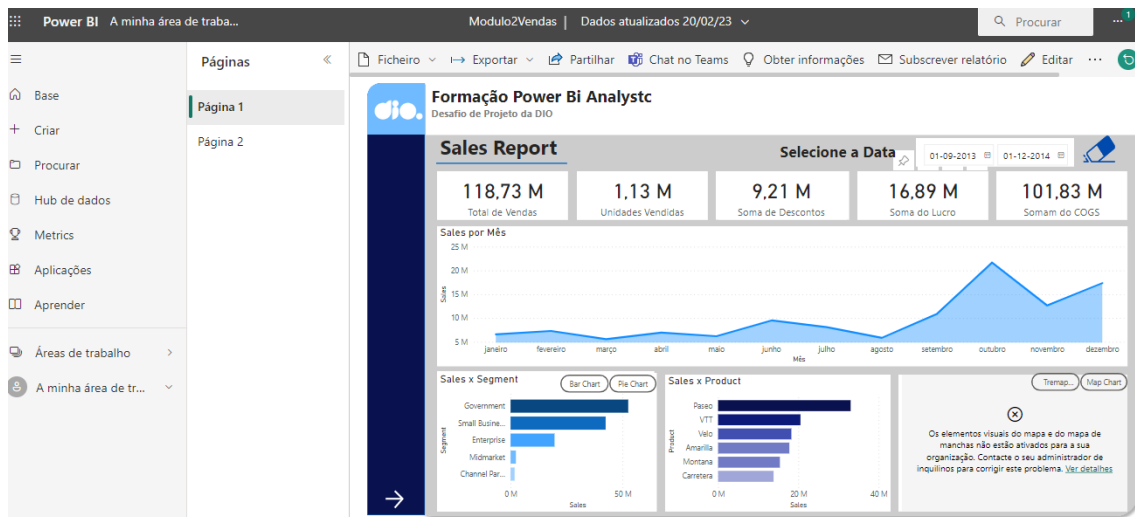 Power BI A minha área de traba...
Modulo2Vendas | Dados atualizados 20/02/23
Procurar
... 1
Base
Criar
Procurar
Hub de dados
Metrics
Aplicações
Aprender
Áreas de trabalho
A minha área de tr...
Páginas
Página 1
Página 2
Ficheiro Exportar Partilhar Chat no Teams Obter informações Subscrever relatório Editar ...
dio.
Formação Power Bi Analystc
Desafio de Projeto da DIO
Sales Report
Selecione a Data
01-09-2013 01-12-2014
118,73 M 1,13 M 9,21 M 16,89 M 101,83 M
Total de Vendas Unidades Vendidas Soma de Descontos Soma do Lucro Somam do COGS
Sales por Mês
25 M
20 M
15 M
10 M
5 M
Sales
janeiro fevereiro março abril maio junho julho agosto setembro outubro novembro dezembro
Mês
Sales x Segment
Bar Chart Pie Chart
Government
Small Busine...
Enterprise
Midmarket
Channel Par...
Segment
0 M 50 M
Sales
Sales x Product
Paseo
VTT
Velo
Amarilla
Montana
Carretera
Product
0 M 20 M 40 M
Sales
Tremap... Map Chart
Os elementos visuais do mapa e do mapa de
manchas não estão ativados para a sua
organização. Contacte o seu administrador de
inquilinos para corrigir este problema. Ver detalhes